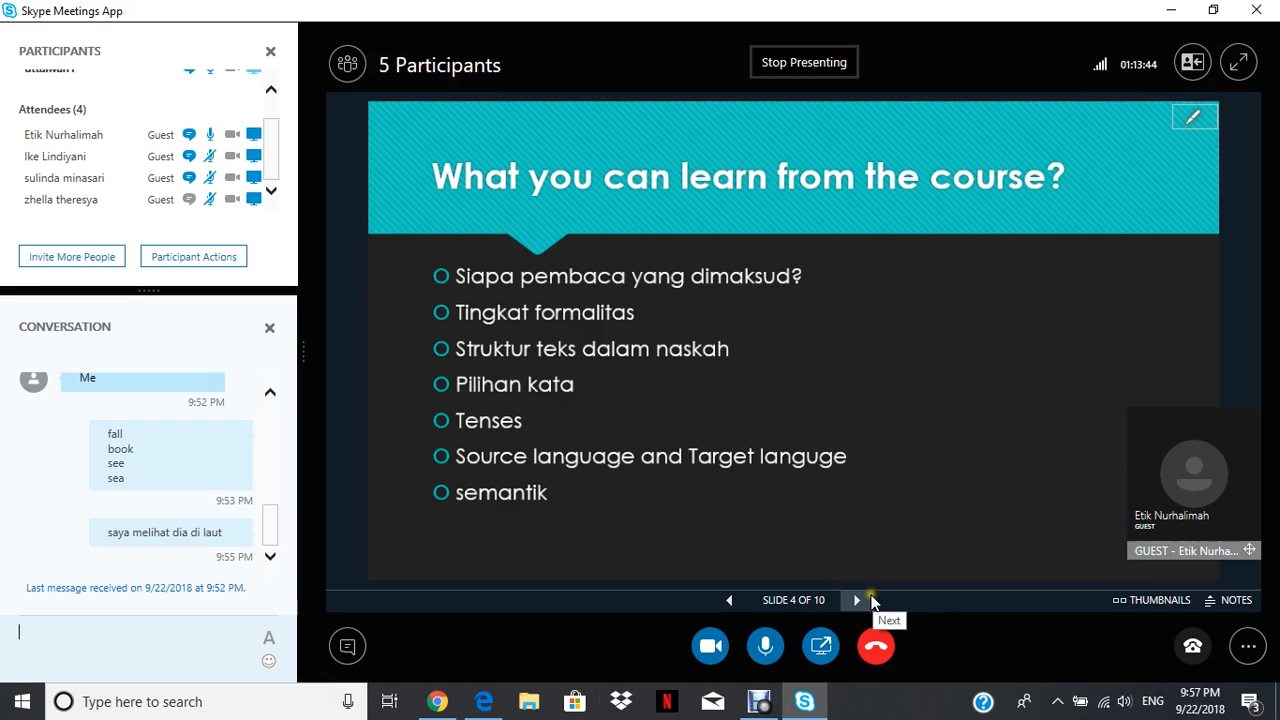 Skype Meetings App
PARTICIPANTS
Attendees (4)
Etik Nurhalimah Guest
Ike Lindiyani Guest
sulinda minasari Guest
zhella theresya Guest
Invite More People
Participant Actions
CONVERSATION
Me
9:52 PM
fall
book
see
sea
9:53 PM
saya melihat dia di laut
9:55 PM
Last message received on 9/22/2018 at 9:52 PM.
A
5 Participants
Stop Presenting
01:13:44
What you can learn from the course?
Siapa pembaca yang dimaksud?
Tingkat formalitas
Struktur teks dalam naskah
Pilihan kata
Tenses
Source language and Target languge
semantik
Etik Nurhalimah
GUEST
GUEST - Etik Nurha...
SLIDE 4 OF 10
THUMBNAILS
NOTES
Next
Type here to search
ENG
9:57 PM
9/22/2018
3